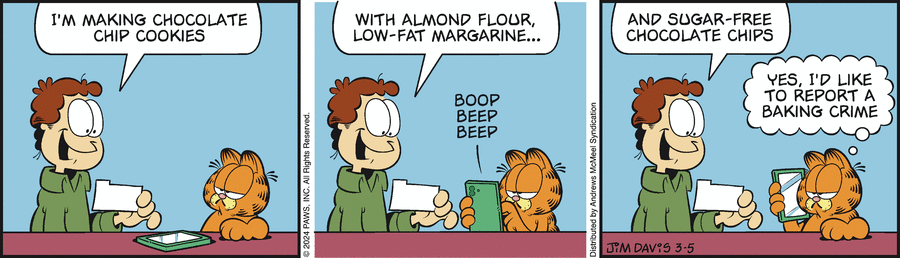 I'M MAKING CHOCOLATE
CHIP COOKIES
© 2024 PAWS, INC. All Rights Reserved.
WITH ALMOND FLOUR,
LOW-FAT MARGARINE...
BOOP
BEEP
BEEP
Distributed by Andrews McMeel Syndication
AND SUGAR-FREE
CHOCOLATE CHIPS
YES, I'D LIKE
TO REPORT A
BAKING CRIME
JIM DAVIS 3-5